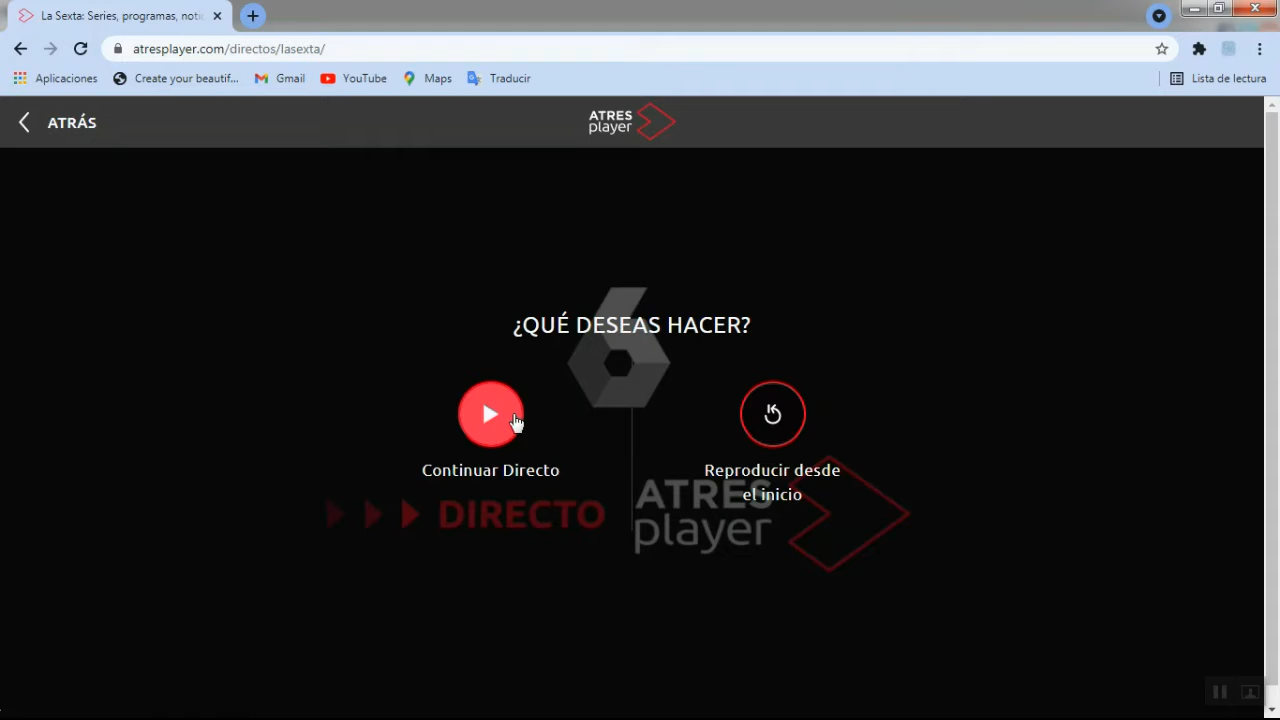 La Sexta: Series, programas, noti
atresplayer.com/directos/lasexta/
Aplicaciones
Create your beautif...
Gmail
YouTube
Maps
Traducir
Lista de lectura
ATRÁS
ATRES
player
¿QUÉ DESEAS HACER?
6
Continuar Directo
Reproducir desde
el inicio
DIRECTO
ATRES
player